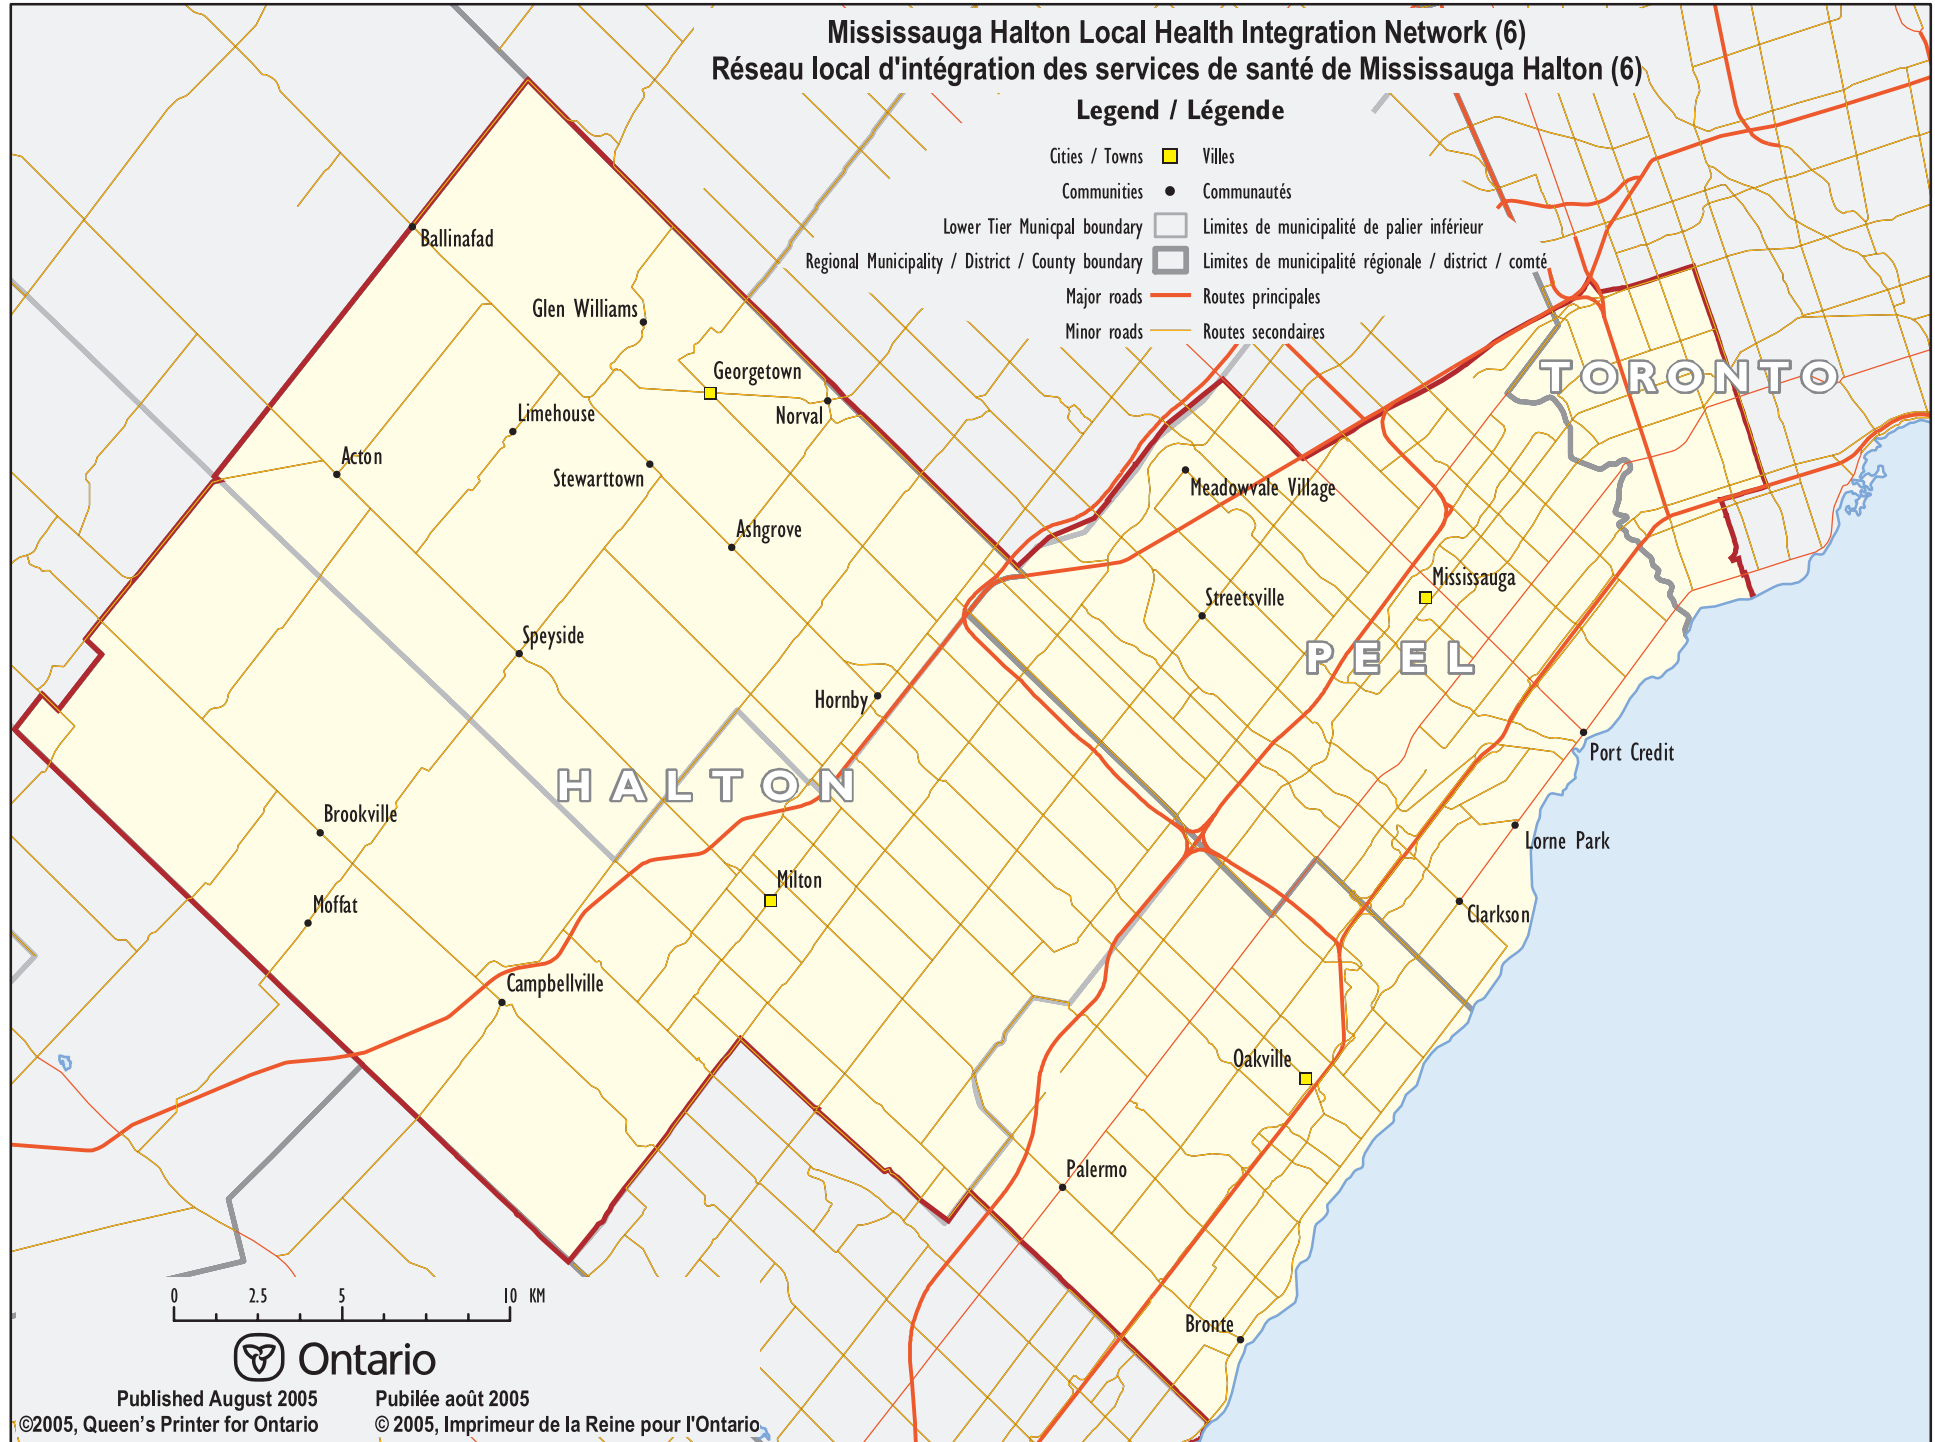 Mississauga Halton Local Health Integration Network (6)
Réseau local d'intégration des services de santé de Mississauga Halton (6)
Legend / Légende
Cities / Towns Villes
Communities Communautés
Lower Tier Municpal boundary Limites de municipalité de palier inférieur
Regional Municipality / District / County boundary Limites de municipalité régionale / district / comté
Major roads Routes principales
Minor roads Routes secondaires
Ballinafad
Glen Williams
Georgetown
TORONTO
Limehouse
Norval
Acton
Stewarttown
Meadowvale Village
Ashgrove
Mississauga
Streetsville
Speyside
PEEL
Hornby
Port Credit
HALTON
Brookville
Lorne Park
Milton
Moffat
Clarkson
Campbellville
Oakville
Palermo
Bronte
0 2.5 5 10 KM
Ontario
Published August 2005 Pubilée août 2005
©2005, Queen's Printer for Ontario © 2005, Imprimeur de la Reine pour l'Ontario